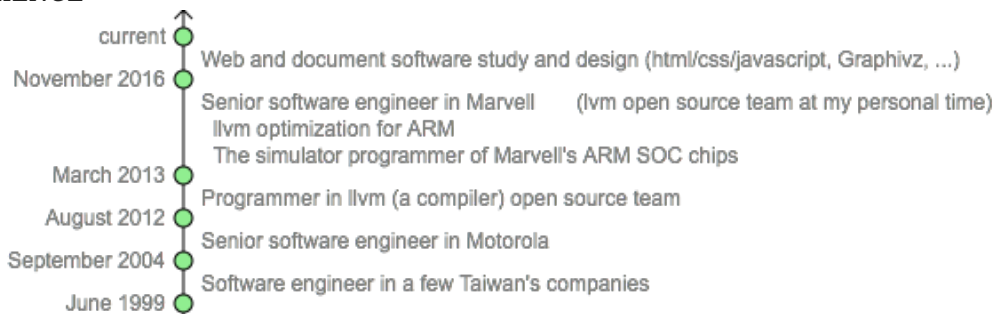 current
Web and document software study and design (html/css/javascript, Graphivz, ...)
November 2016
Senior software engineer in Marvell (lvm open source team at my personal time)
llvm optimization for ARM
The simulator programmer of Marvell's ARM SOC chips
March 2013
Programmer in llvm (a compiler) open source team
August 2012
Senior software engineer in Motorola
September 2004
Software engineer in a few Taiwan's companies
June 1999